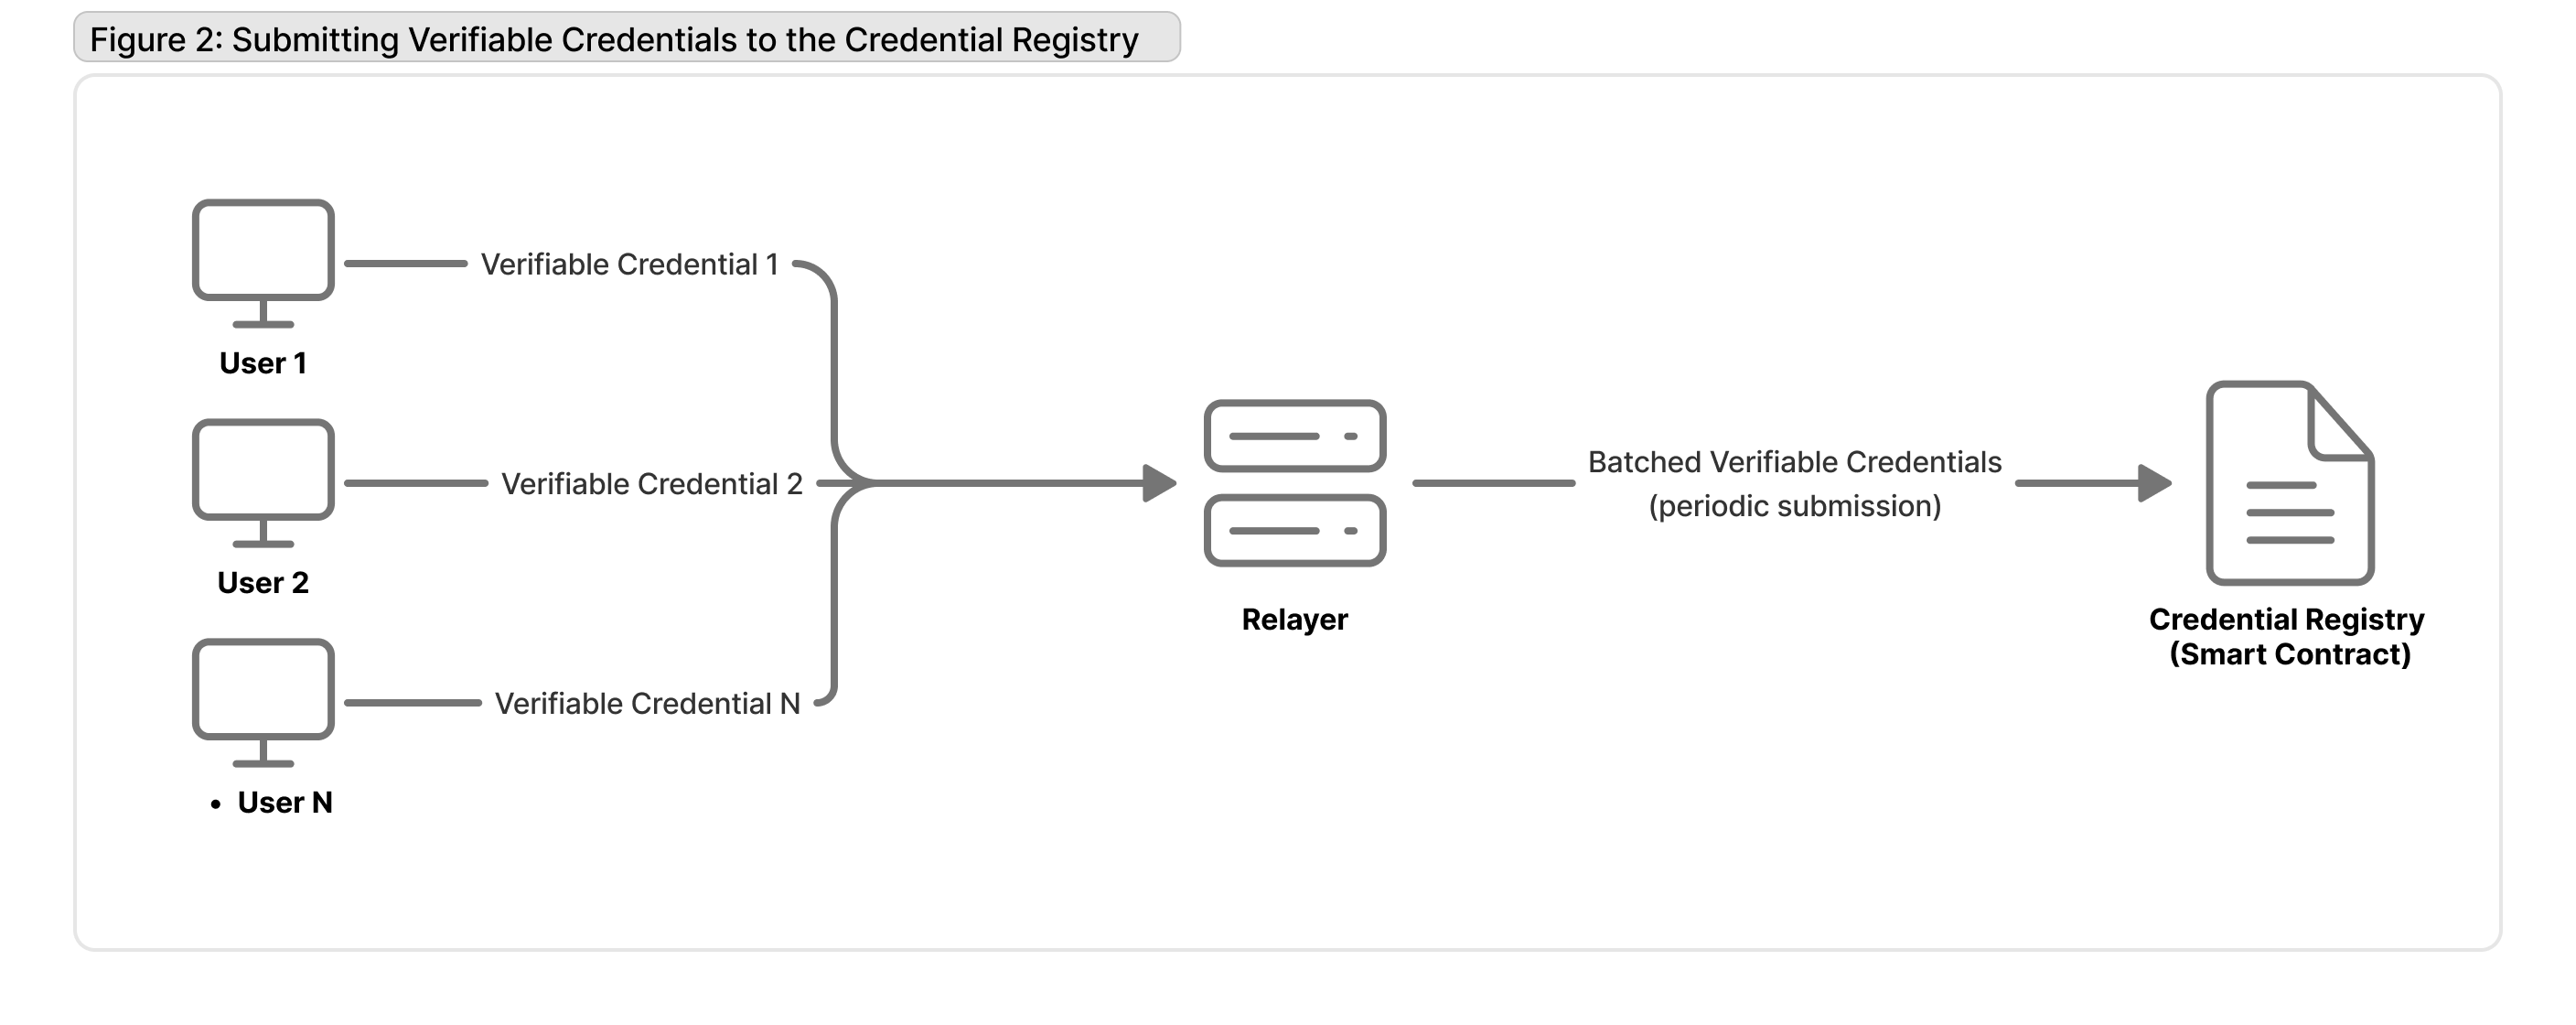 Figure 2: Submitting Verifiable Credentials to the Credential Registry
Verifiable Credential 1
User 1
Verifiable Credential 2
User 2
Verifiable Credential N
• User N
Relayer
Batched Verifiable Credentials
(periodic submission)
Credential Registry
(Smart Contract)